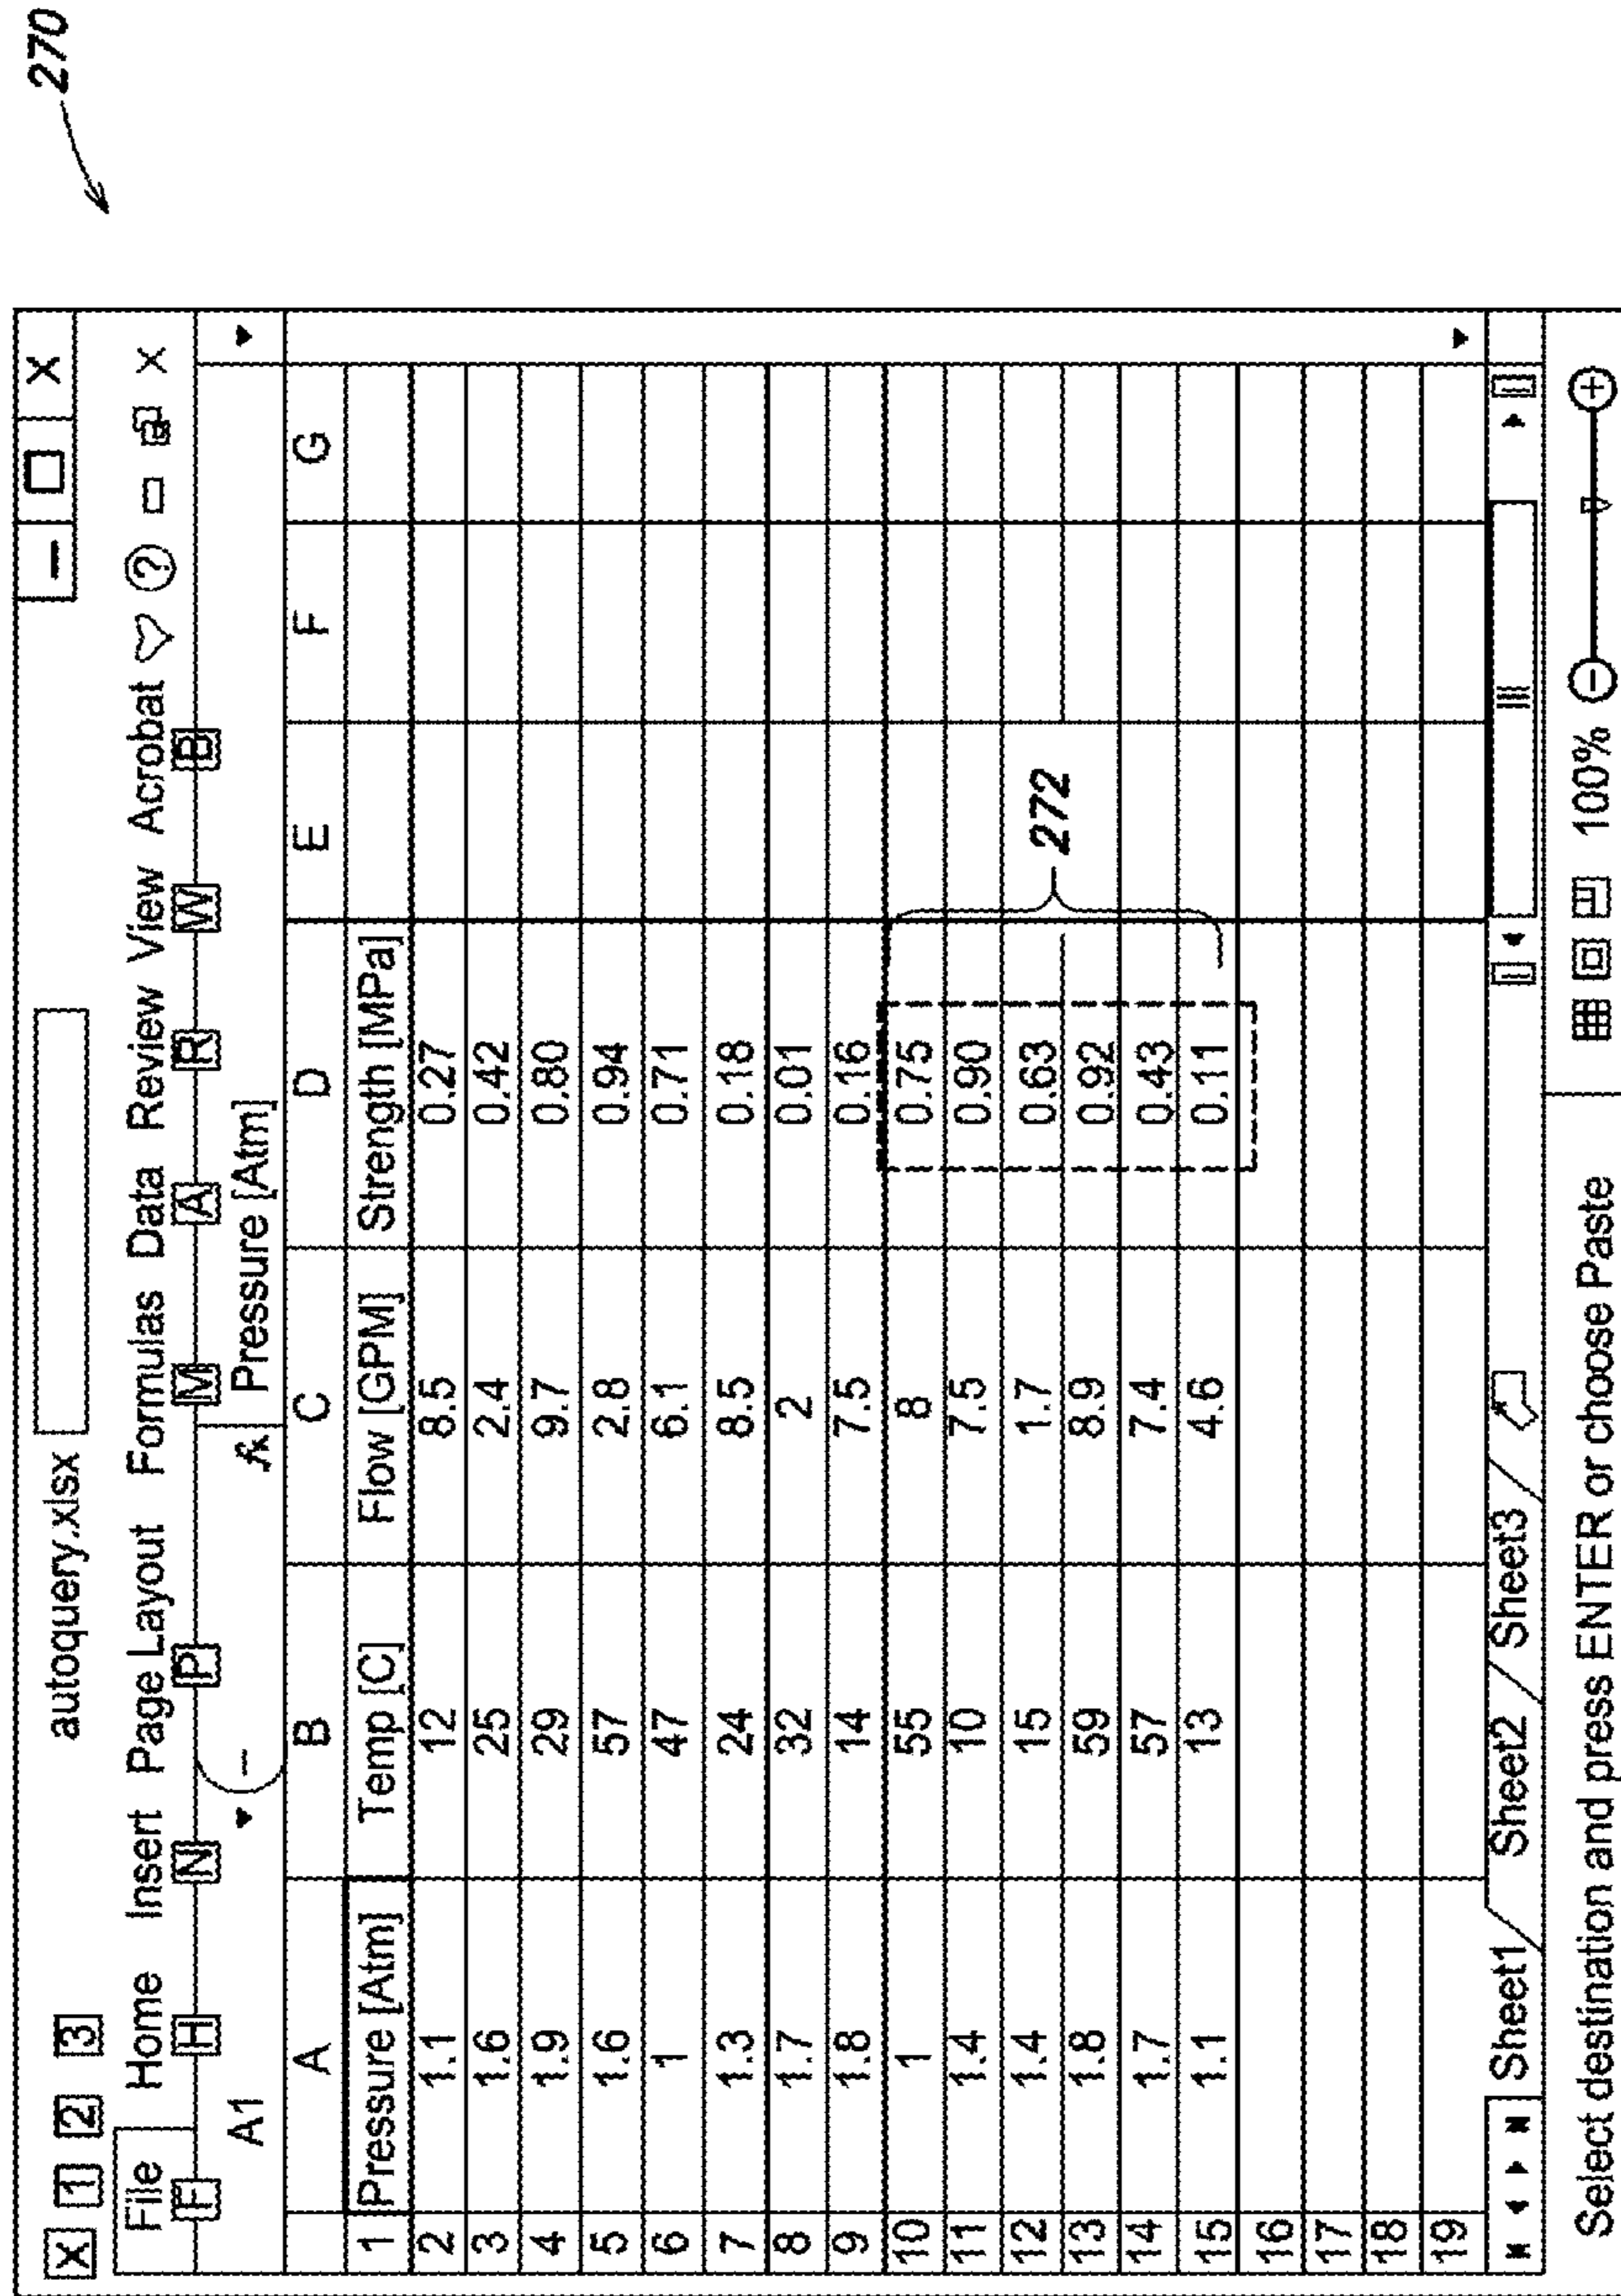 270
autoquery.xlsx
X 1 2 3
File Home Insert Page Layout Formulas Data Review View Acrobat ?
F H N P M A R W B
A1 fx Pressure [Atm]
A B C D E F G
1 Pressure [Atm] Temp [C] Flow [GPM] Strength [MPa]
2 1.1 12 8.5 0.27
3 1.6 25 2.4 0.42
4 1.9 29 9.7 0.80
5 1.6 57 2.8 0.94
6 1 47 6.1 0.71
7 1.3 24 8.5 0.18
8 1.7 32 2 0.01
9 1.8 14 7.5 0.16
10 1 55 8 0.75
11 1.4 10 7.5 0.90
12 1.4 15 1.7 0.63 272
13 1.8 59 8.9 0.92
14 1.7 57 7.4 0.43
15 1.1 13 4.6 0.11
16
17
18
19
Sheet1 Sheet2 Sheet3
Select destination and press ENTER or choose Paste 100%